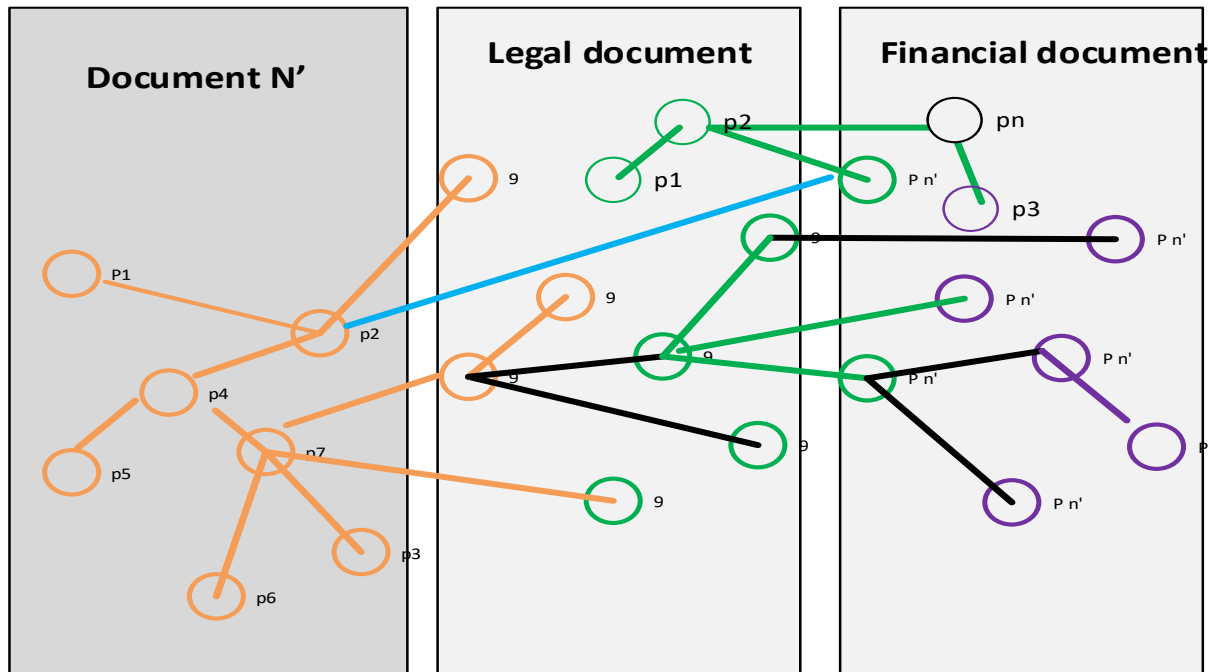 Document N’
Legal document
Financial document
p2
pn
9
p1
P n'
p3
9
P n'
P1
9
P n'
p2
9
P n'
9
P n'
p4
p7
9
P
p5
9
P n'
p3
p6